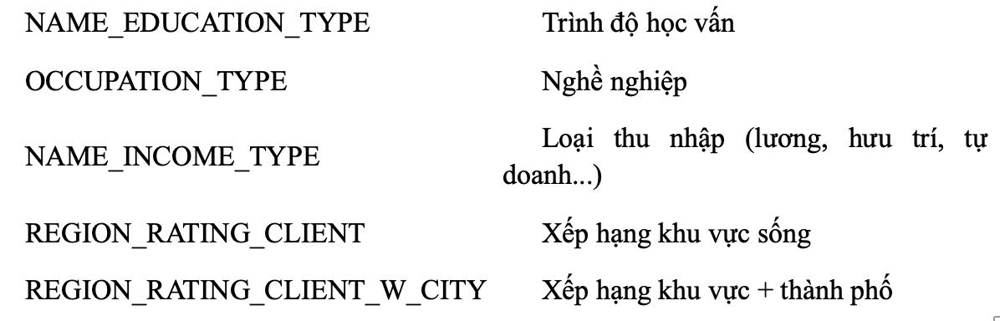 NAME_EDUCATION_TYPE Trình độ học vấn
OCCUPATION_TYPE Nghề nghiệp
NAME_INCOME_TYPE Loại thu nhập (lương, hưu trí, tự
doanh...)
REGION_RATING_CLIENT Xếp hạng khu vực sống
REGION_RATING_CLIENT_W_CITY Xếp hạng khu vực + thành phố